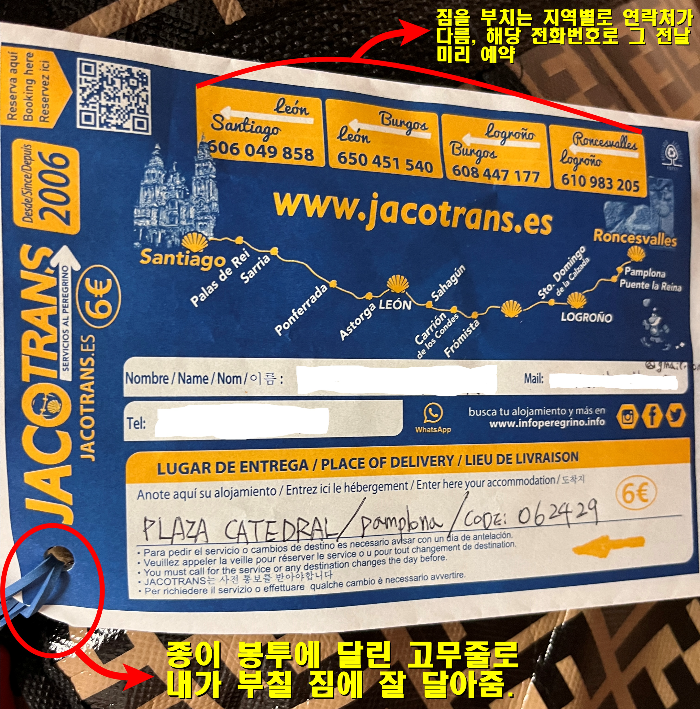 짐을 부치는 지역별로 연락처가
다름, 해당 전화번호로 그 전날
미리 예약
Reserva aquí
Booking here
Reservez ici
León
Santiago
606 049 858
Burgos
León
650 451 540
Logroño
Burgos
608 447 177
Roncesvalles
Logroño
610 983 205
Desde/Since/Depuis
2006
www.jacotrans.es
Santiago
Palas de Rei
Sarria
Ponferrada
Astorga
LEÓN
Sahagún
Carrión
de los Condes
Frómista
Sto. Domingo
de la Calzada
LOGROÑO
Puente la Reina
Pamplona
Roncesvalles
JACOTRANS
SERVICIOS AL PEREGRINO
JACOTRANS.ES
6€
Nombre / Name / Nom / 이름 :
Mail:
Tel:
WhatsApp
busca tu alojamiento y más en
www.infoperegrino.info
LUGAR DE ENTREGA / PLACE OF DELIVERY / LIEU DE LIVRAISON
Anote aquí su alojamiento / Entrez ici le hébergement / Enter here your accommodation / 도착지
6€
PLAZA CATEDRAL / pamplona / CODE: 062429
• Para pedir el servicio o cambios de destino es necesario avisar con un día de antelación.
• Veuillez appeler la veille pour réserver le service o u pour tout changement de destination.
• You must call for the service or any destination changes the day before.
• JACOTRANS는 사전 통보를 받아야합니다
• Per richiedere il servizio o effettuare qualche cambio è necessario avvertire.
종이 봉투에 달린 고무줄로
내가 부칠 짐에 잘 달아줌.